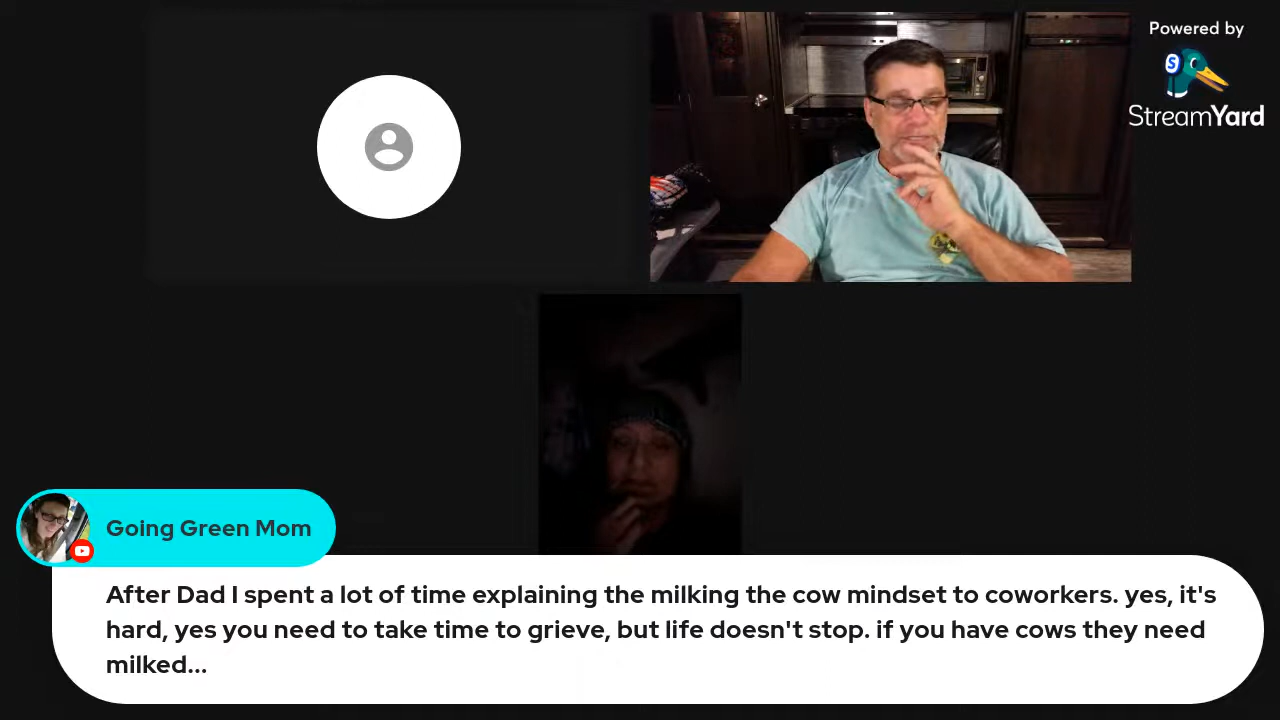 Powered by
StreamYard
Going Green Mom
After Dad I spent a lot of time explaining the milking the cow mindset to coworkers. yes, it's
hard, yes you need to take time to grieve, but life doesn't stop. if you have cows they need
milked...